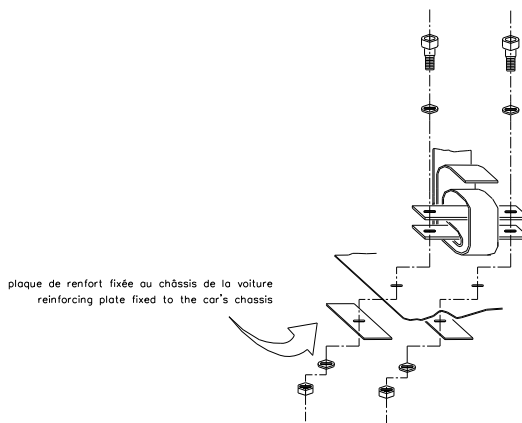 plaque de renfort fixée au châssis de la voiture
reinforcing plate fixed to the car's chassis